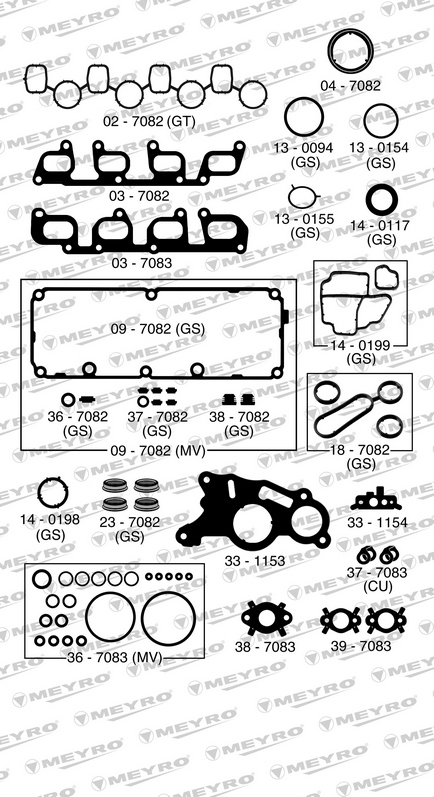 MEYRO
04 - 7082
02 - 7082 (GT)
13 - 0094
(GS)
13 - 0154
(GS)
03 - 7082
13 - 0155
(GS)
14 - 0117
(GS)
03 - 7083
09 - 7082 (GS)
14 - 0199
(GS)
36 - 7082
(GS)
37 - 7082
(GS)
38 - 7082
(GS)
09 - 7082 (MV)
18 - 7082
(GS)
14 - 0198
(GS)
23 - 7082
(GS)
33 - 1153
33 - 1154
37 - 7083
(CU)
36 - 7083 (MV)
38 - 7083
39 - 7083